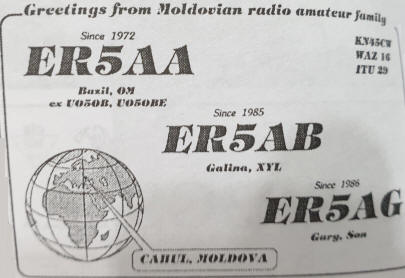 Greetings from Moldovian radio amateur family
KN45CW
WAZ 16
ITU 29
Since 1972
ER5AA
Bazil, OM
ex UO5OB, UO5OBE
Since 1985
ER5AB
Galina, XYL
Since 1986
ER5AG
Gary, Son
CAHUL, MOLDOVA